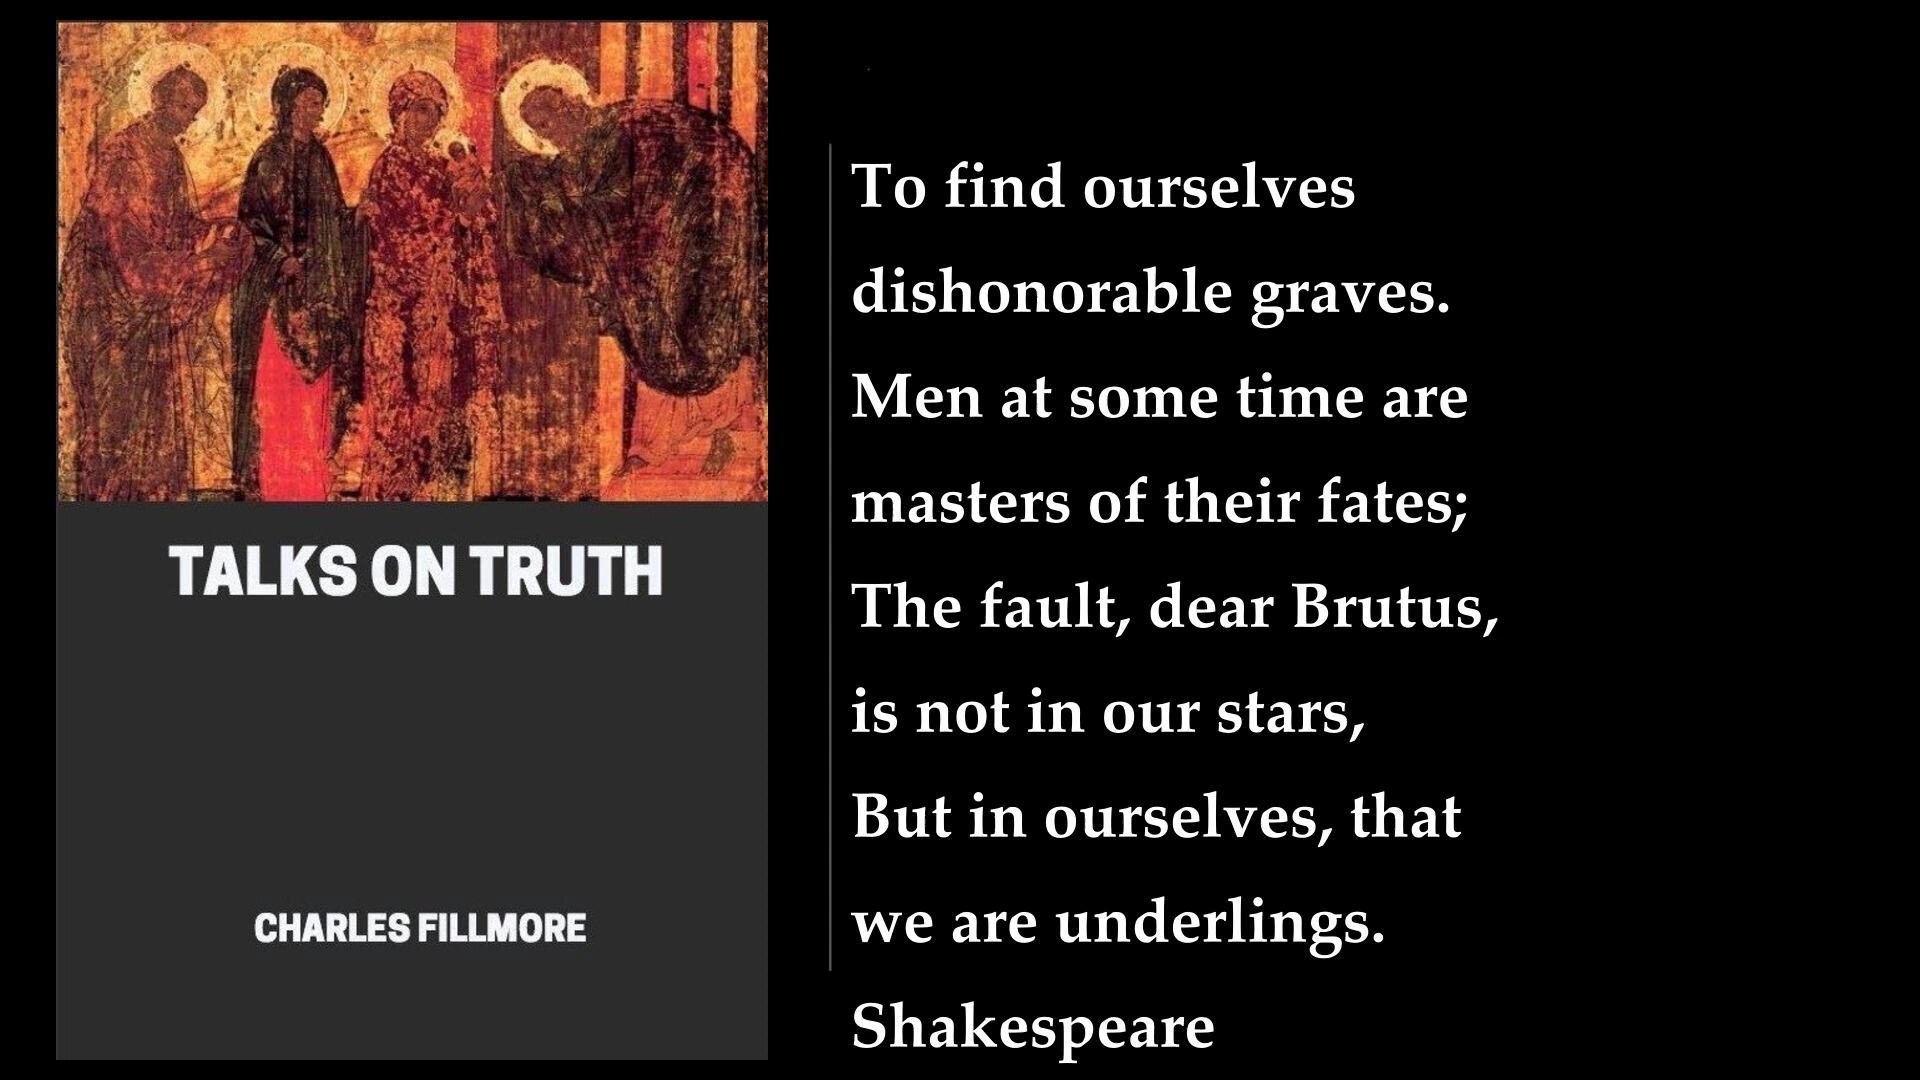 TALKS ON TRUTH
CHARLES FILLMORE
To find ourselves
dishonorable graves.
Men at some time are
masters of their fates;
The fault, dear Brutus,
is not in our stars,
But in ourselves, that
we are underlings.
Shakespeare